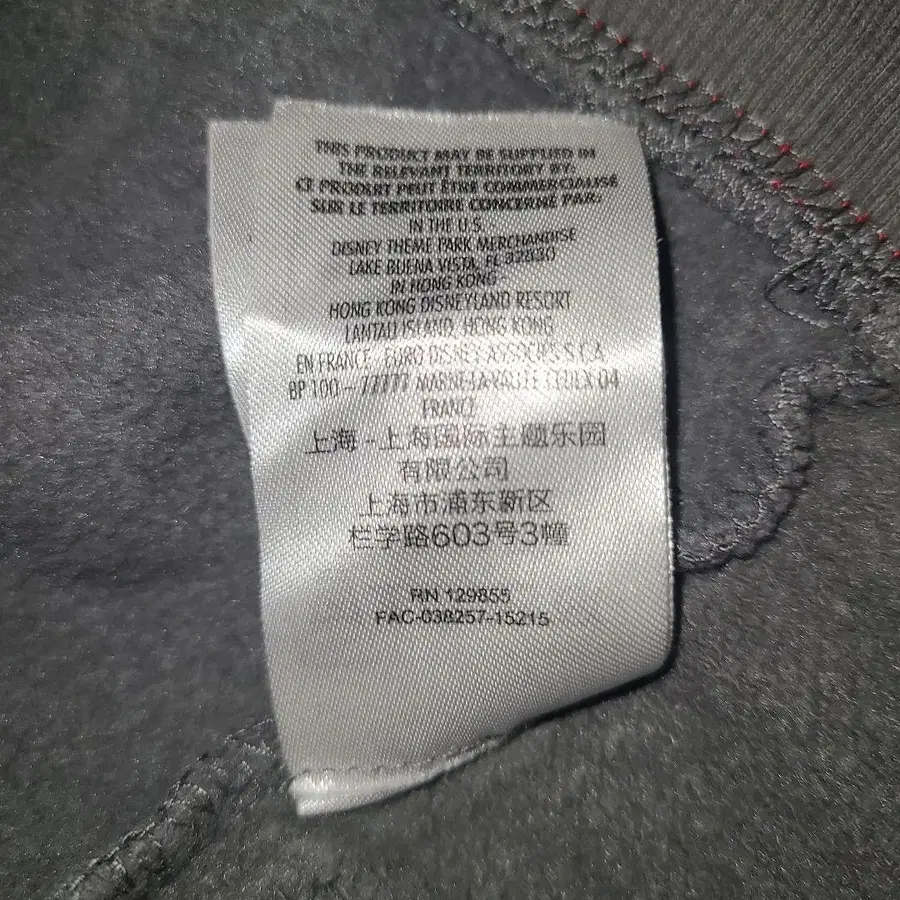 THIS PRODUCT MAY BE SUPPLIED IN
THE RELEVANT TERRITORY BY:
CE PRODUIT PEUT ÊTRE COMMERCIALISÉ
SUR LE TERRITOIRE CONCERNÉ PAR:
IN THE U.S.
DISNEY THEME PARK MERCHANDISE
LAKE BUENA VISTA, FL 32830
IN HONG KONG
HONG KONG DISNEYLAND RESORT
LANTAU ISLAND, HONG KONG
EN FRANCE, EURO DISNEY ASSOCIÉS S.C.A.
BP 100 – 77777 MARNE-LA-VALLÉE CEDEX 04
FRANCE
上海 - 上海国际主题乐园
有限公司
上海市浦东新区
栏学路603号3幢
RN 129855
FAC-038257-15215